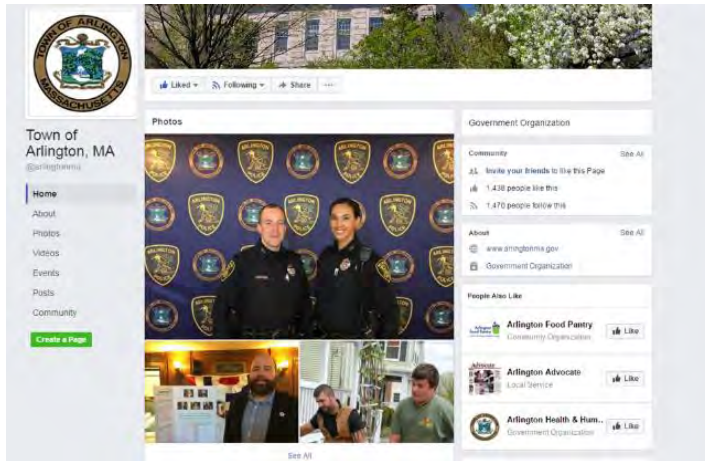 TOWN OF ARLINGTON
MASSACHUSETTS
Town of
Arlington, MA
@arlingtonma
Home
About
Photos
Videos
Events
Posts
Community
Create a Page
Liked
Following
Share
...
Photos
ARLINGTON
POLICE
See All
Government Organization
Community
See All
Invite your friends to like this Page
1,438 people like this
1,470 people follow this
About
See All
www.arlingtonma.gov
Government Organization
People Also Like
Arlington Food Pantry
Community Organization
Like
Arlington Advocate
Local Service
Like
Arlington Health & Hum...
Government Organization
Like